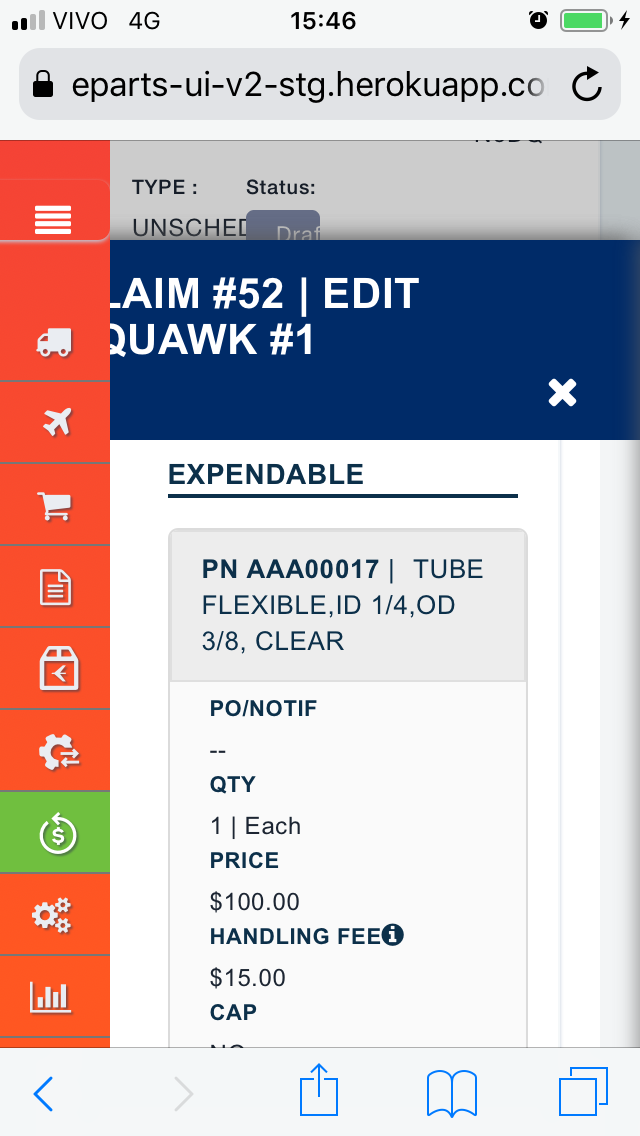 VIVO 4G 15:46
eparts-ui-v2-stg.herokuapp.co
TYPE : Status:
UNSCHED Draf
LAIM #52 | EDIT
QUAWK #1
EXPENDABLE
PN AAA00017 | TUBE
FLEXIBLE,ID 1/4,OD
3/8, CLEAR
PO/NOTIF
--
QTY
1 | Each
PRICE
$100.00
HANDLING FEE
$15.00
CAP